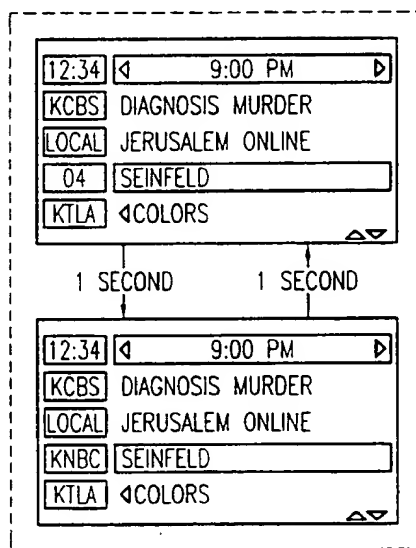 12:34 9:00 PM
KCBS DIAGNOSIS MURDER
LOCAL JERUSALEM ONLINE
04 SEINFELD
KTLA COLORS
1 SECOND 1 SECOND
12:34 9:00 PM
KCBS DIAGNOSIS MURDER
LOCAL JERUSALEM ONLINE
KNBC SEINFELD
KTLA COLORS